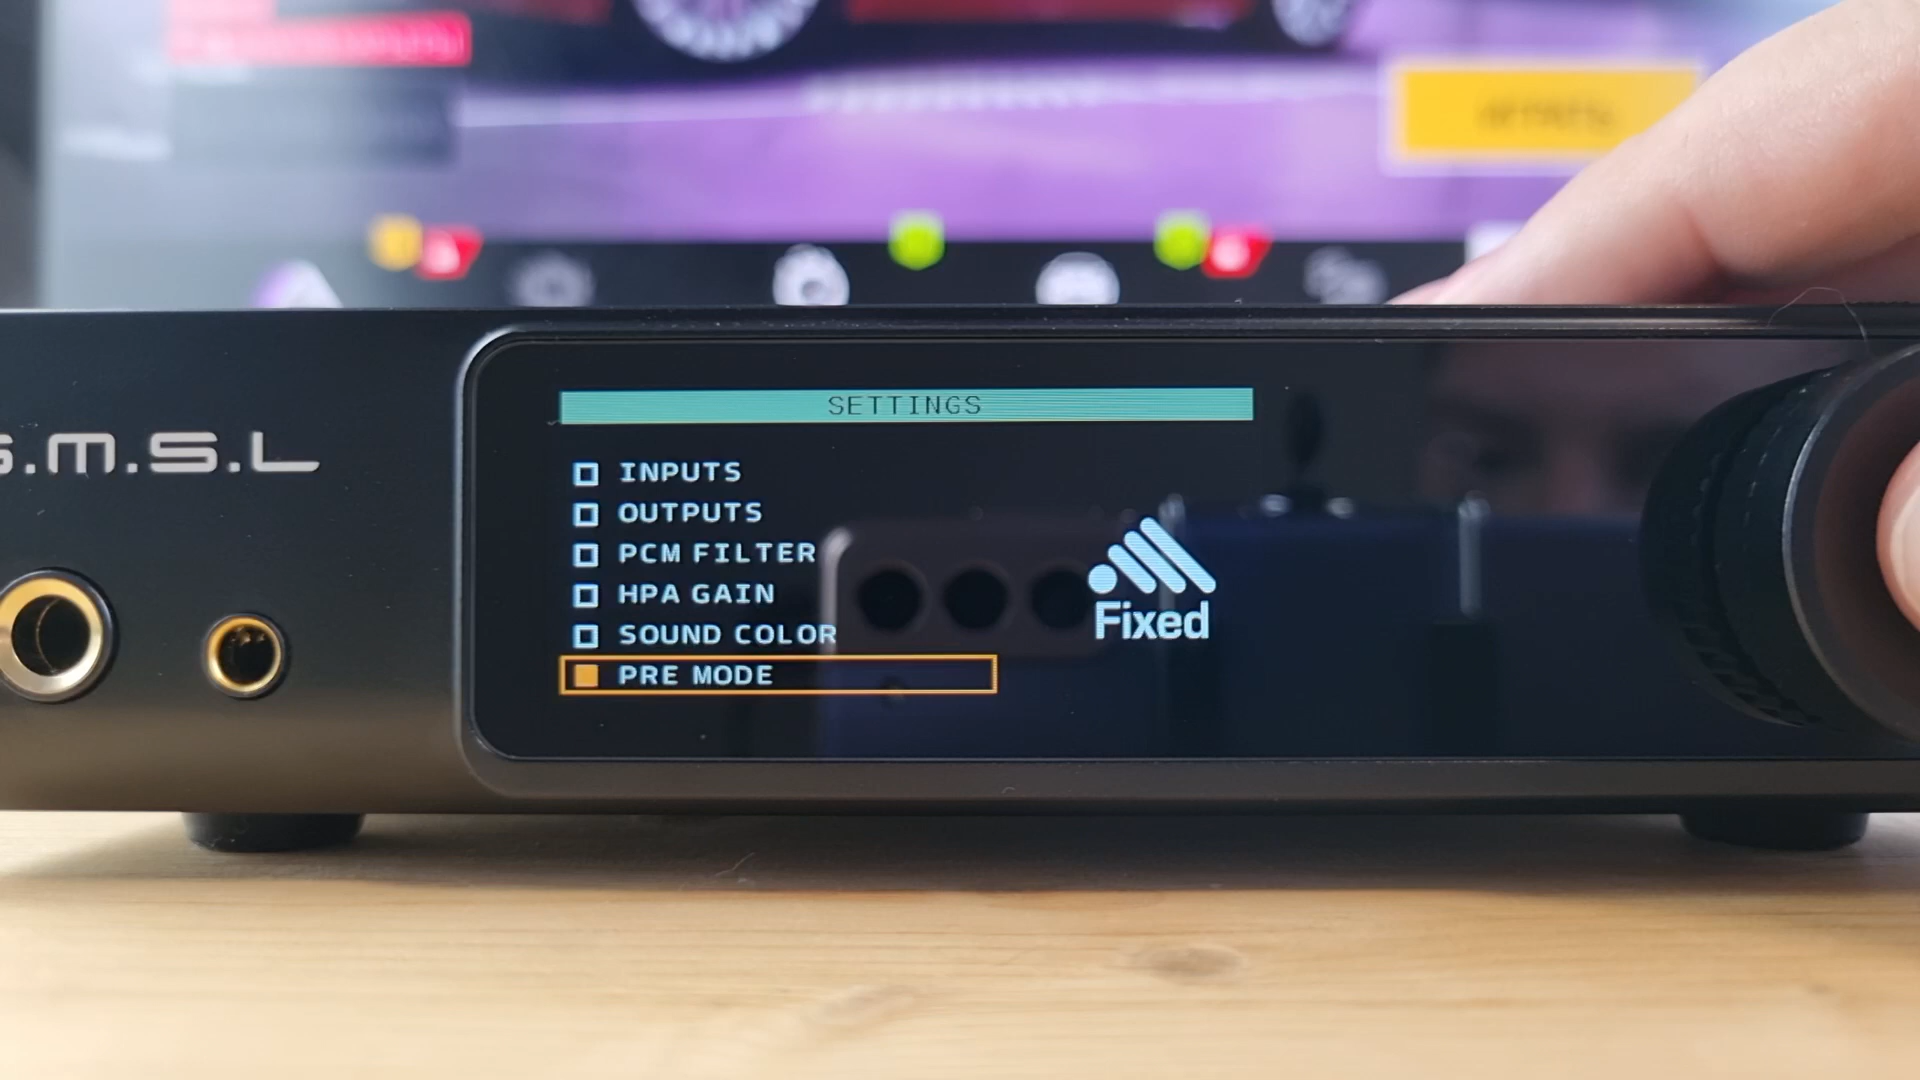 SETTINGS
S.M.S.L
INPUTS
OUTPUTS
PCM FILTER
HPA GAIN
SOUND COLOR
PRE MODE
Fixed